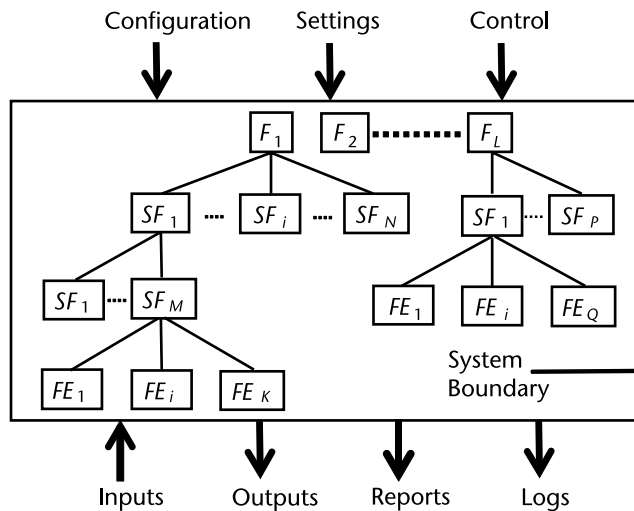 Configuration Settings Control
F1 F2 FL
SF1 SFi SFN SF1 SFP
SF1 SFM FE1 FEi FEQ
System
Boundary
FE1 FEi FEK
Inputs Outputs Reports Logs